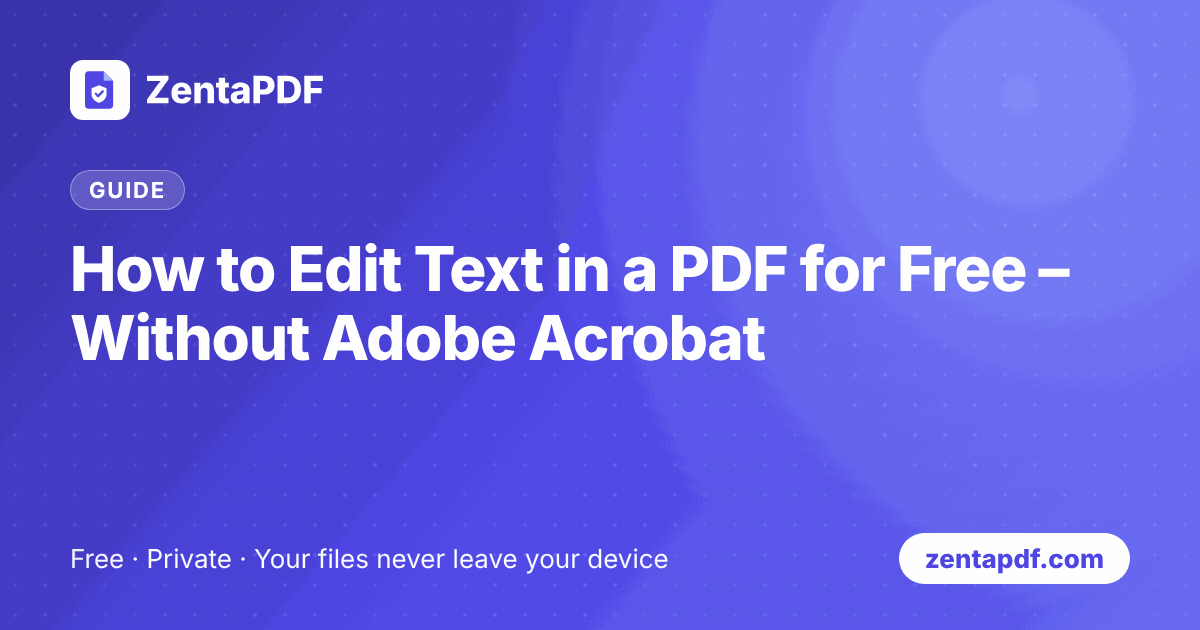 ZentaPDF
GUIDE
How to Edit Text in a PDF for Free –
Without Adobe Acrobat
Free · Private · Your files never leave your device
zentapdf.com